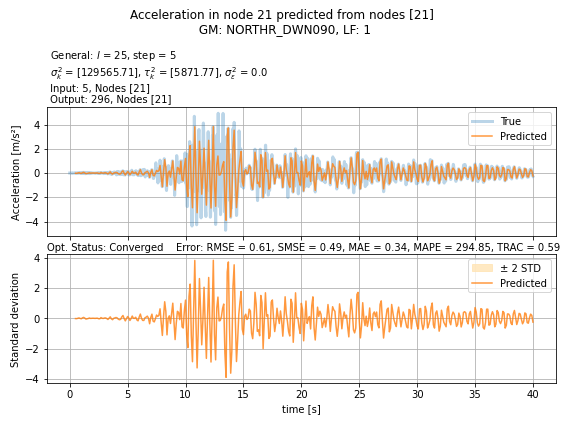 Acceleration in node 21 predicted from nodes [21]
GM: NORTHR_DWN090, LF: 1
General: l = 25, step = 5
σ²ₖ = [129565.71], τ²ₖ = [5871.77], σ²ε = 0.0
Input: 5, Nodes [21]
Output: 296, Nodes [21]
Acceleration [m/s²]
4
2
0
−2
−4
True
Predicted
Opt. Status: Converged Error: RMSE = 0.61, SMSE = 0.49, MAE = 0.34, MAPE = 294.85, TRAC = 0.59
Standard deviation
4
2
0
−2
−4
± 2 STD
Predicted
0 5 10 15 20 25 30 35 40
time [s]